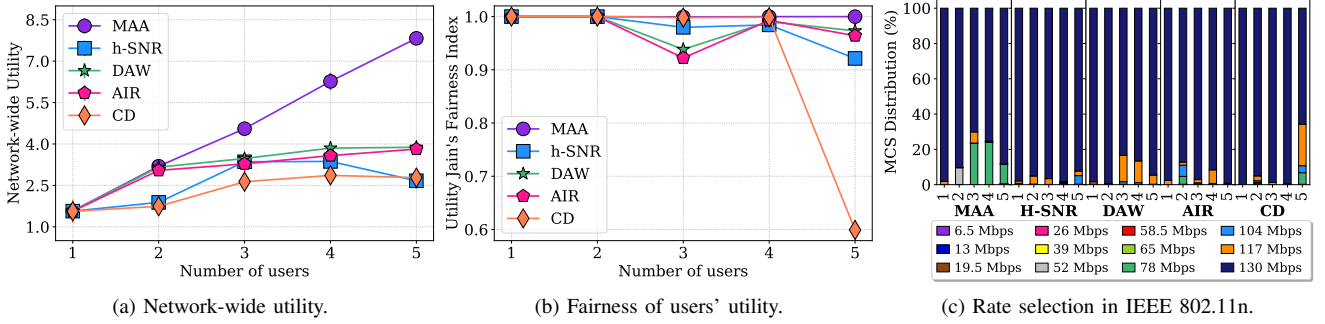 8.5
7.0
5.5
4.0
2.5
1.0
Network-wide Utility
MAA
h-SNR
DAW
AIR
CD
1 2 3 4 5
Number of users
(a) Network-wide utility.
1.0
0.9
0.8
0.7
0.6
Utility Jain's Fairness Index
MAA
h-SNR
DAW
AIR
CD
1 2 3 4 5
Number of users
(b) Fairness of users' utility.
100
80
60
40
20
0
MCS Distribution (%)
1 2 3 4 5 1 2 3 4 5 1 2 3 4 5 1 2 3 4 5 1 2 3 4 5
MAA H-SNR DAW AIR CD
6.5 Mbps 26 Mbps 58.5 Mbps 104 Mbps
13 Mbps 39 Mbps 65 Mbps 117 Mbps
19.5 Mbps 52 Mbps 78 Mbps 130 Mbps
(c) Rate selection in IEEE 802.11n.